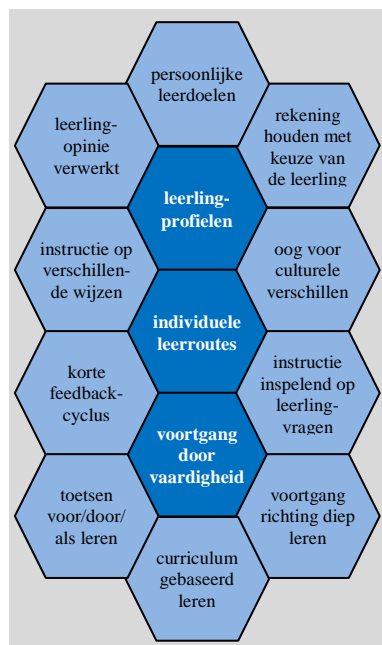 persoonlijke
leerdoelen
leerling-
opinie
verwerkt
rekening
houden met
keuze van
de leerling
leerling-
profielen
instructie op
verschillen-
de wijzen
oog voor
culturele
verschillen
individuele
leerroutes
korte
feedback-
cyclus
instructie
inspelend op
leerling-
vragen
voortgang
door
vaardigheid
toetsen
voor/door/
als leren
voortgang
richting diep
leren
curriculum
gebaseerd
leren